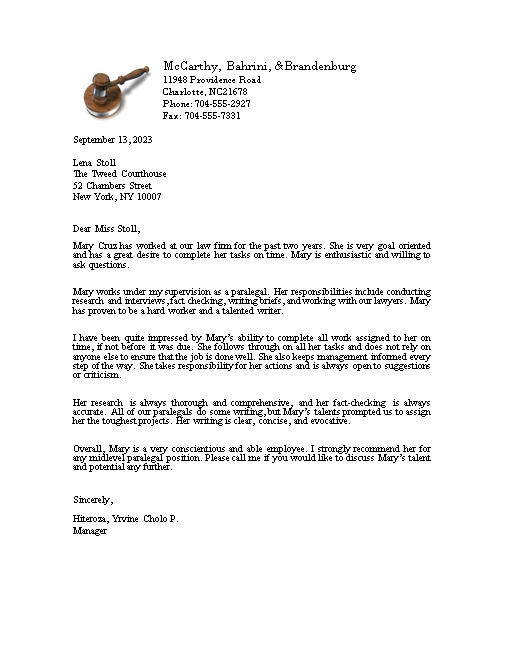 McCarthy, Bahrini, &Brandenburg
11948 Providence Road
Charlotte, NC21678
Phone: 704-555-2927
Fax: 704-555-7331
September 13, 2023
Lena Stoll
The Tweed Courthouse
52 Chambers Street
New York, NY 10007
Dear Miss Stoll,
Mary Cruz has worked at our law firm for the past two years. She is very goal oriented
and has a great desire to complete her tasks on time. Mary is enthusiastic and willing to
ask questions.
Mary works under my supervision as a paralegal. Her responsibilities include conducting
research and interviews, fact checking, writing briefs, and working with our lawyers. Mary
has proven to be a hard worker and a talented writer.
I have been quite impressed by Mary's ability to complete all work assigned to her on
time, if not before it was due. She follows through on all her tasks and does not rely on
anyone else to ensure that the job is done well. She also keeps management informed every
step of the way. She takes responsibility for her actions and is always open to suggestions
or criticism.
Her research is always thorough and comprehensive, and her fact-checking is always
accurate. All of our paralegals do some writing, but Mary's talents prompted us to assign
her the toughest projects. Her writing is clear, concise, and evocative.
Overall, Mary is a very conscientious and able employee. I strongly recommend her for
any midlevel paralegal position. Please call me if you would like to discuss Mary's talent
and potential any further.
Sincerely,
Hiteroza, Yrvine Cholo P.
Manager